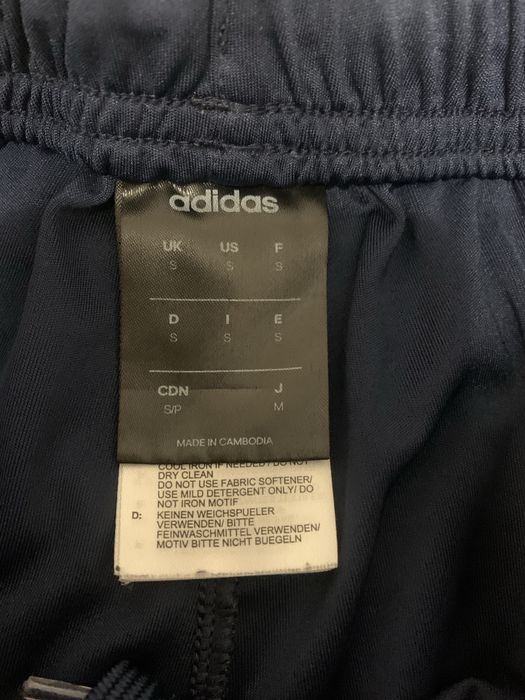 adidas
UK US F
S S S
D I E
S S S
CDN J
S/P M
MADE IN CAMBODIA
COOL IRON IF NEEDED/ DO NOT
DRY CLEAN
DO NOT USE FABRIC SOFTENER/
USE MILD DETERGENT ONLY/ DO
NOT IRON MOTIF
D: KEINEN WEICHSPUELER
VERWENDEN/ BITTE
FEINWASCHMITTEL VERWENDEN/
MOTIV BITTE NICHT BUEGELN